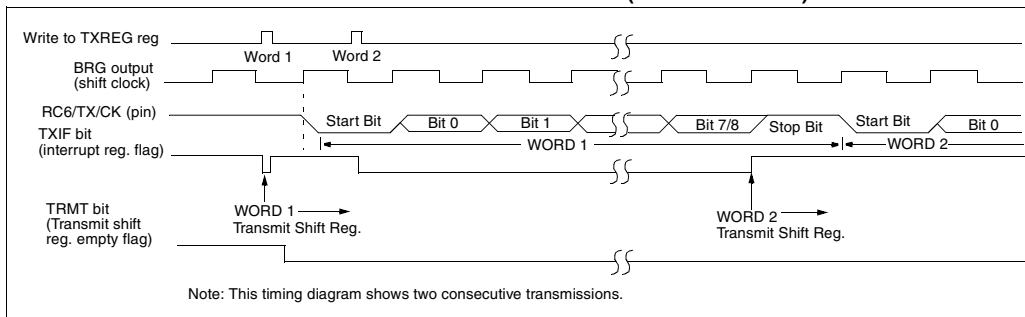 Write to TXREG reg
Word 1
Word 2
BRG output
(shift clock)
RC6/TX/CK (pin)
Start Bit
Bit 0
Bit 1
Bit 7/8
Stop Bit
Start Bit
Bit 0
TXIF bit
(interrupt reg. flag)
WORD 1
WORD 2
TRMT bit
(Transmit shift
reg. empty flag)
WORD 1
Transmit Shift Reg.
WORD 2
Transmit Shift Reg.
Note: This timing diagram shows two consecutive transmissions.